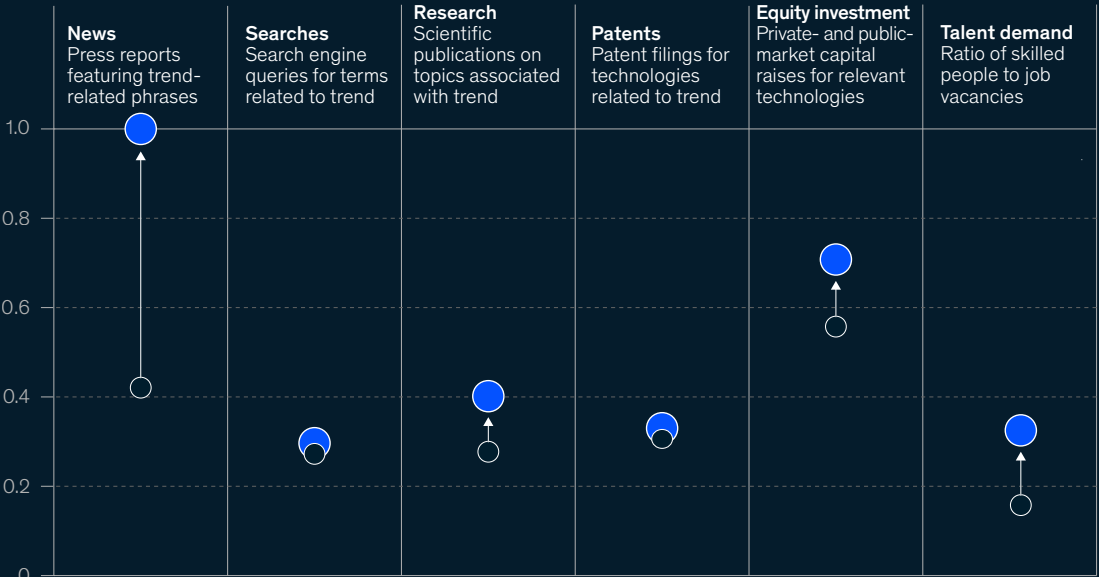 News
Press reports
featuring trend-
related phrases
Searches
Search engine
queries for terms
related to trend
Research
Scientific
publications on
topics associated
with trend
Patents
Patent filings for
technologies
related to trend
Equity investment
Private- and public-
market capital
raises for relevant
technologies
Talent demand
Ratio of skilled
people to job
vacancies
1.0
0.8
0.6
0.4
0.2
0